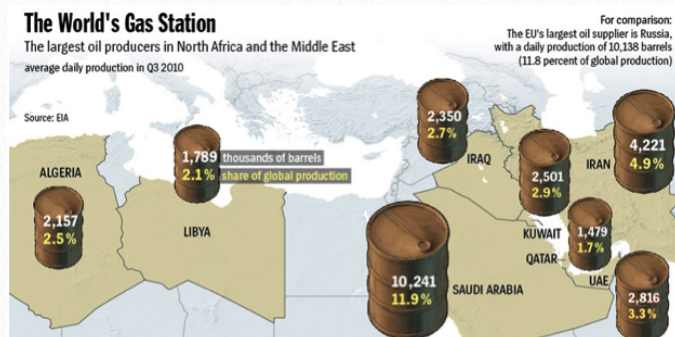 The World's Gas Station
The largest oil producers in North Africa and the Middle East
average daily production in Q3 2010
Source: EIA
For comparison:
The EU's largest oil supplier is Russia,
with a daily production of 10,138 barrels
(11.8 percent of global production)
ALGERIA
2,157
2.5%
1,789 thousands of barrels
2.1% share of global production
LIBYA
2,350
2.7%
IRAQ
2,501
2.9%
IRAN
4,221
4.9%
KUWAIT
1,479
1.7%
QATAR
UAE
2,816
3.3%
10,241
11.9%
SAUDI ARABIA